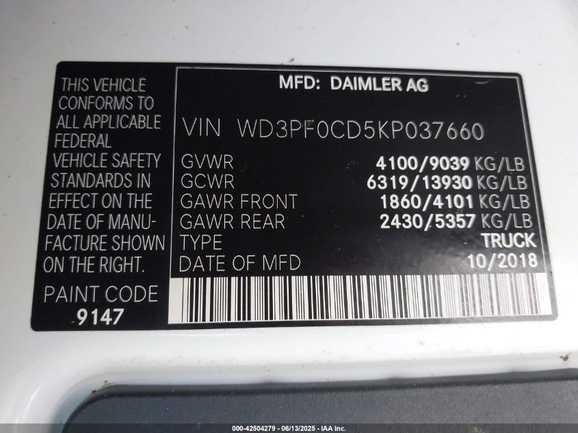 MFD: DAIMLER AG
THIS VEHICLE
CONFORMS TO
ALL APPLICABLE
FEDERAL
VEHICLE SAFETY
STANDARDS IN
EFFECT ON THE
DATE OF MANU-
FACTURE SHOWN
ON THE RIGHT.
PAINT CODE
9147
VIN WD3PF0CD5KP037660
GVWR 4100/9039 KG/LB
GCWR 6319/13930 KG/LB
GAWR FRONT 1860/4101 KG/LB
GAWR REAR 2430/5357 KG/LB
TYPE TRUCK
DATE OF MFD 10/2018
000-42504279 - 06/13/2025 - IAA Inc.